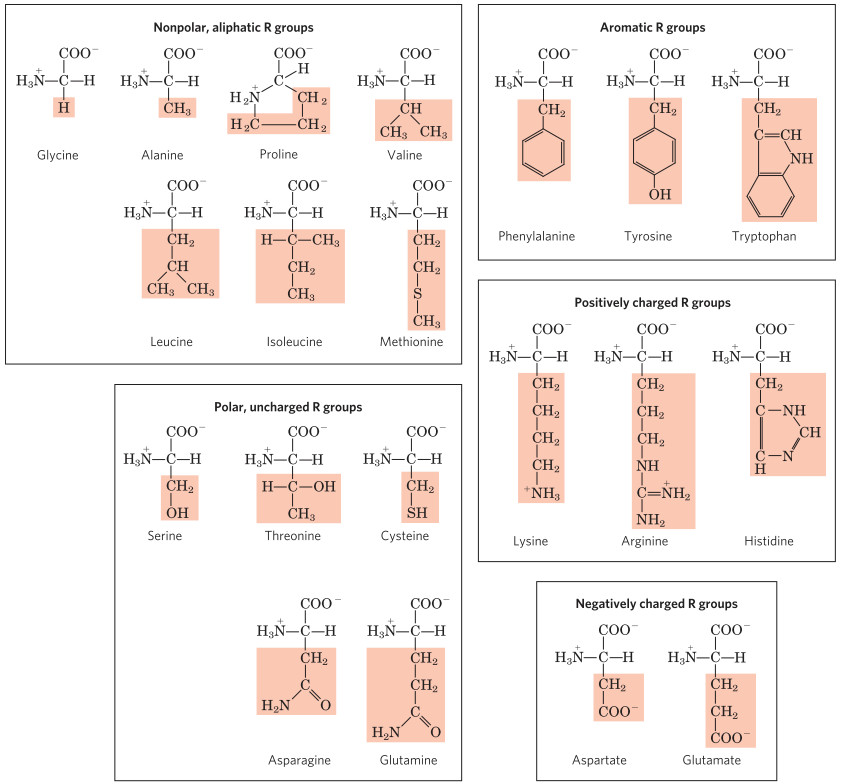 Nonpolar, aliphatic R groups
COO⁻ COO⁻ COO⁻ COO⁻
H₃N⁺—C—H H₃N⁺—C—H C H H₃N⁺—C—H
H CH₃ H₂N⁺ CH₂ CH
H₂C CH₂ CH₃ CH₃
Glycine Alanine Proline Valine
COO⁻ COO⁻ COO⁻
H₃N⁺—C—H H₃N⁺—C—H H₃N⁺—C—H
CH₂ H—C—CH₃ CH₂
CH CH₂ CH₂
CH₃ CH₃ CH₃ S
CH₃
Leucine Isoleucine Methionine
Aromatic R groups
COO⁻ COO⁻ COO⁻
H₃N⁺—C—H H₃N⁺—C—H H₃N⁺—C—H
CH₂ CH₂ CH₂
C=CH
NH
OH
Phenylalanine Tyrosine Tryptophan
Polar, uncharged R groups
COO⁻ COO⁻ COO⁻
H₃N⁺—C—H H₃N⁺—C—H H₃N⁺—C—H
CH₂ H—C—OH CH₂
OH CH₃ SH
Serine Threonine Cysteine
COO⁻ COO⁻
H₃N⁺—C—H H₃N⁺—C—H
CH₂ CH₂
C CH₂
H₂N O C
H₂N O
Asparagine Glutamine
Positively charged R groups
COO⁻ COO⁻ COO⁻
H₃N⁺—C—H H₃N⁺—C—H H₃N⁺—C—H
CH₂ CH₂ CH₂
CH₂ CH₂ C—NH
CH₂ CH₂ CH
CH₂ NH C—N
⁺NH₃ C=N⁺H₂ H
NH₂
Lysine Arginine Histidine
Negatively charged R groups
COO⁻ COO⁻
H₃N⁺—C—H H₃N⁺—C—H
CH₂ CH₂
COO⁻ CH₂
COO⁻
Aspartate Glutamate